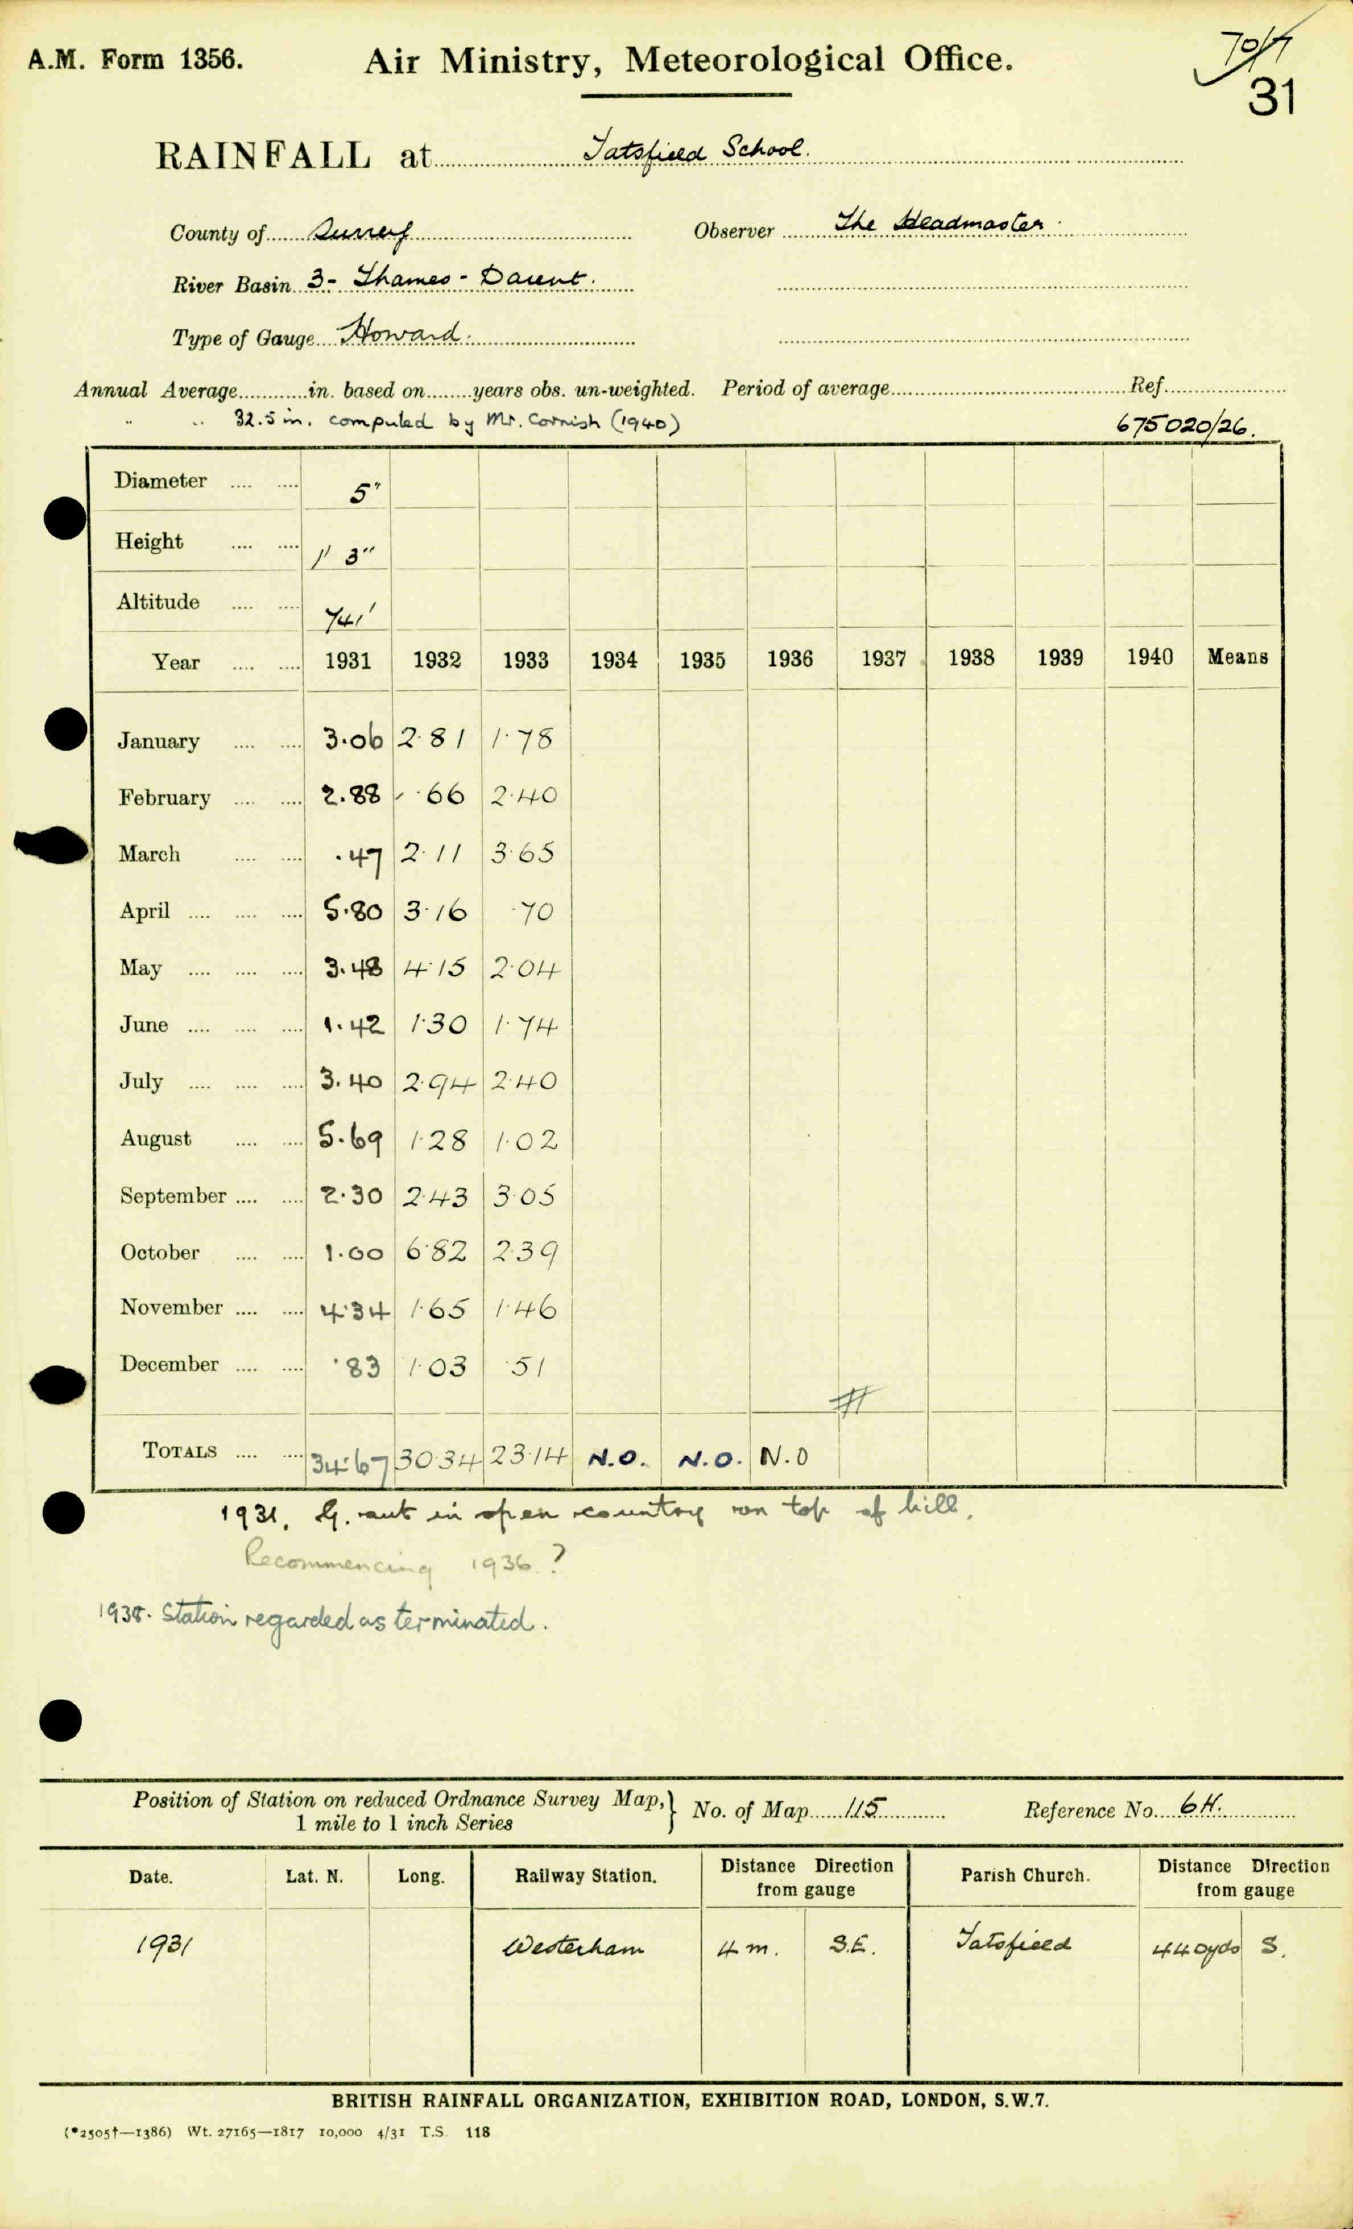 A.M. Form 1356.
Air Ministry, Meteorological Office.
31
RAINFALL at Tatsfield School.
County of Surrey Observer The Headmaster.
River Basin 3- Thames - Darent.
Type of Gauge Howard.
Annual Average............in. based on........years obs. un-weighted. Period of average........ Ref........
" " 32.5 in. computed by Mr. Cornish (1940) 675020/26.
Diameter .... .... 5"
Height .... .... 1' 3"
Altitude .... .... 741'
Year .... .... 1931 1932 1933 1934 1935 1936 1937 1938 1939 1940 Means
January .... .... 3.06 2.81 1.78
February .... .... 2.88 .66 2.40
March .... .... .47 2.11 3.65
April .... .... .... 5.80 3.16 .70
May .... .... .... 3.48 4.15 2.04
June .... .... .... 1.42 1.30 1.74
July .... .... .... 3.40 2.94 2.40
August .... .... 5.69 1.28 1.02
September .... .... 2.30 2.43 3.05
October .... .... 1.00 6.82 2.39
November .... .... 4.34 1.65 1.46
December .... .... .83 1.03 .51
TOTALS .... .... 34.67 30.34 23.14 N.O. N.O. N.O
1931. G. out in open country on top of hill.
Recommencing 1936.?
1938. Station regarded as terminated.
Position of Station on reduced Ordnance Survey Map,} No. of Map 115 Reference No. 6H.
1 mile to 1 inch Series
Date. Lat. N. Long. Railway Station. Distance Direction from gauge Parish Church. Distance Direction from gauge
1931 Westerham 4 m. S.E. Tatsfield 440yds S.
BRITISH RAINFALL ORGANIZATION, EXHIBITION ROAD, LONDON, S.W.7.
(*2505†—1386) Wt. 27165—1817 10,000 4/31 T.S. 118